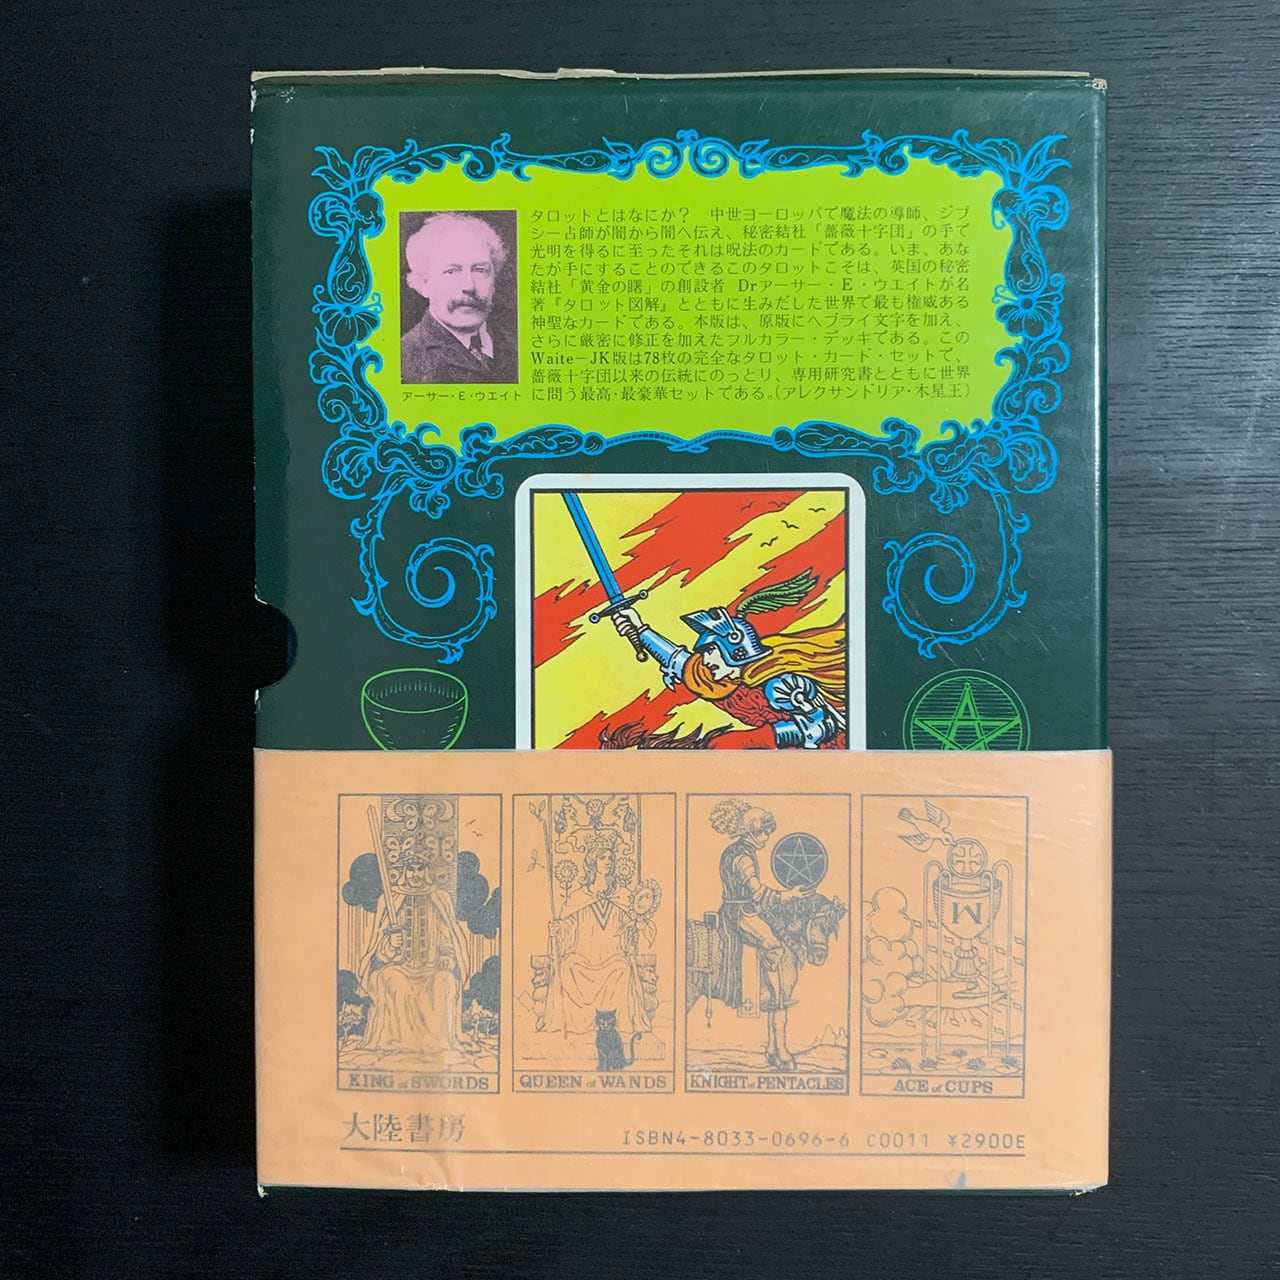 タロットとはなにか？　中世ヨーロッパで魔法の導師、ジプ
シー占師が闇から闇へ伝え、秘密結社「薔薇十字団」の手で
光明を得るに至ったそれは呪法のカードである。いま、あな
たが手にすることのできるこのタロットこそは、英国の秘密
結社「黄金の曙」の創設者　Drアーサー・E・ウエイトが名
著『タロット図解』とともに生みだした世界で最も権威ある
神聖なカードである。本版は、原版にヘブライ文字を加え、
さらに厳密に修正を加えたフルカラー・デッキである。この
Waite－JK版は78枚の完全なタロット・カード・セットで、
薔薇十字団以来の伝統にのっとり、専用研究書とともに世界
に問う最高・最豪華セットである。(アレクサンドリア・木星王)
アーサー・E・ウエイト
KING of SWORDS
QUEEN of WANDS
KNIGHT of PENTACLES
ACE of CUPS
大陸書房
ISBN4-8033-0696-6 C0011 ¥2900E